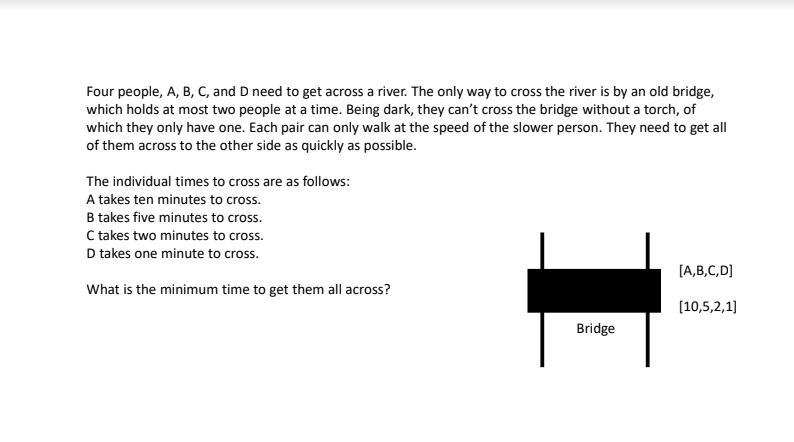 Four people, A, B, C, and D need to get across a river. The only way to cross the river is by an old bridge,
which holds at most two people at a time. Being dark, they can’t cross the bridge without a torch, of
which they only have one. Each pair can only walk at the speed of the slower person. They need to get all
of them across to the other side as quickly as possible.
The individual times to cross are as follows:
A takes ten minutes to cross.
B takes five minutes to cross.
C takes two minutes to cross.
D takes one minute to cross.
What is the minimum time to get them all across?
[A,B,C,D]
[10,5,2,1]
Bridge